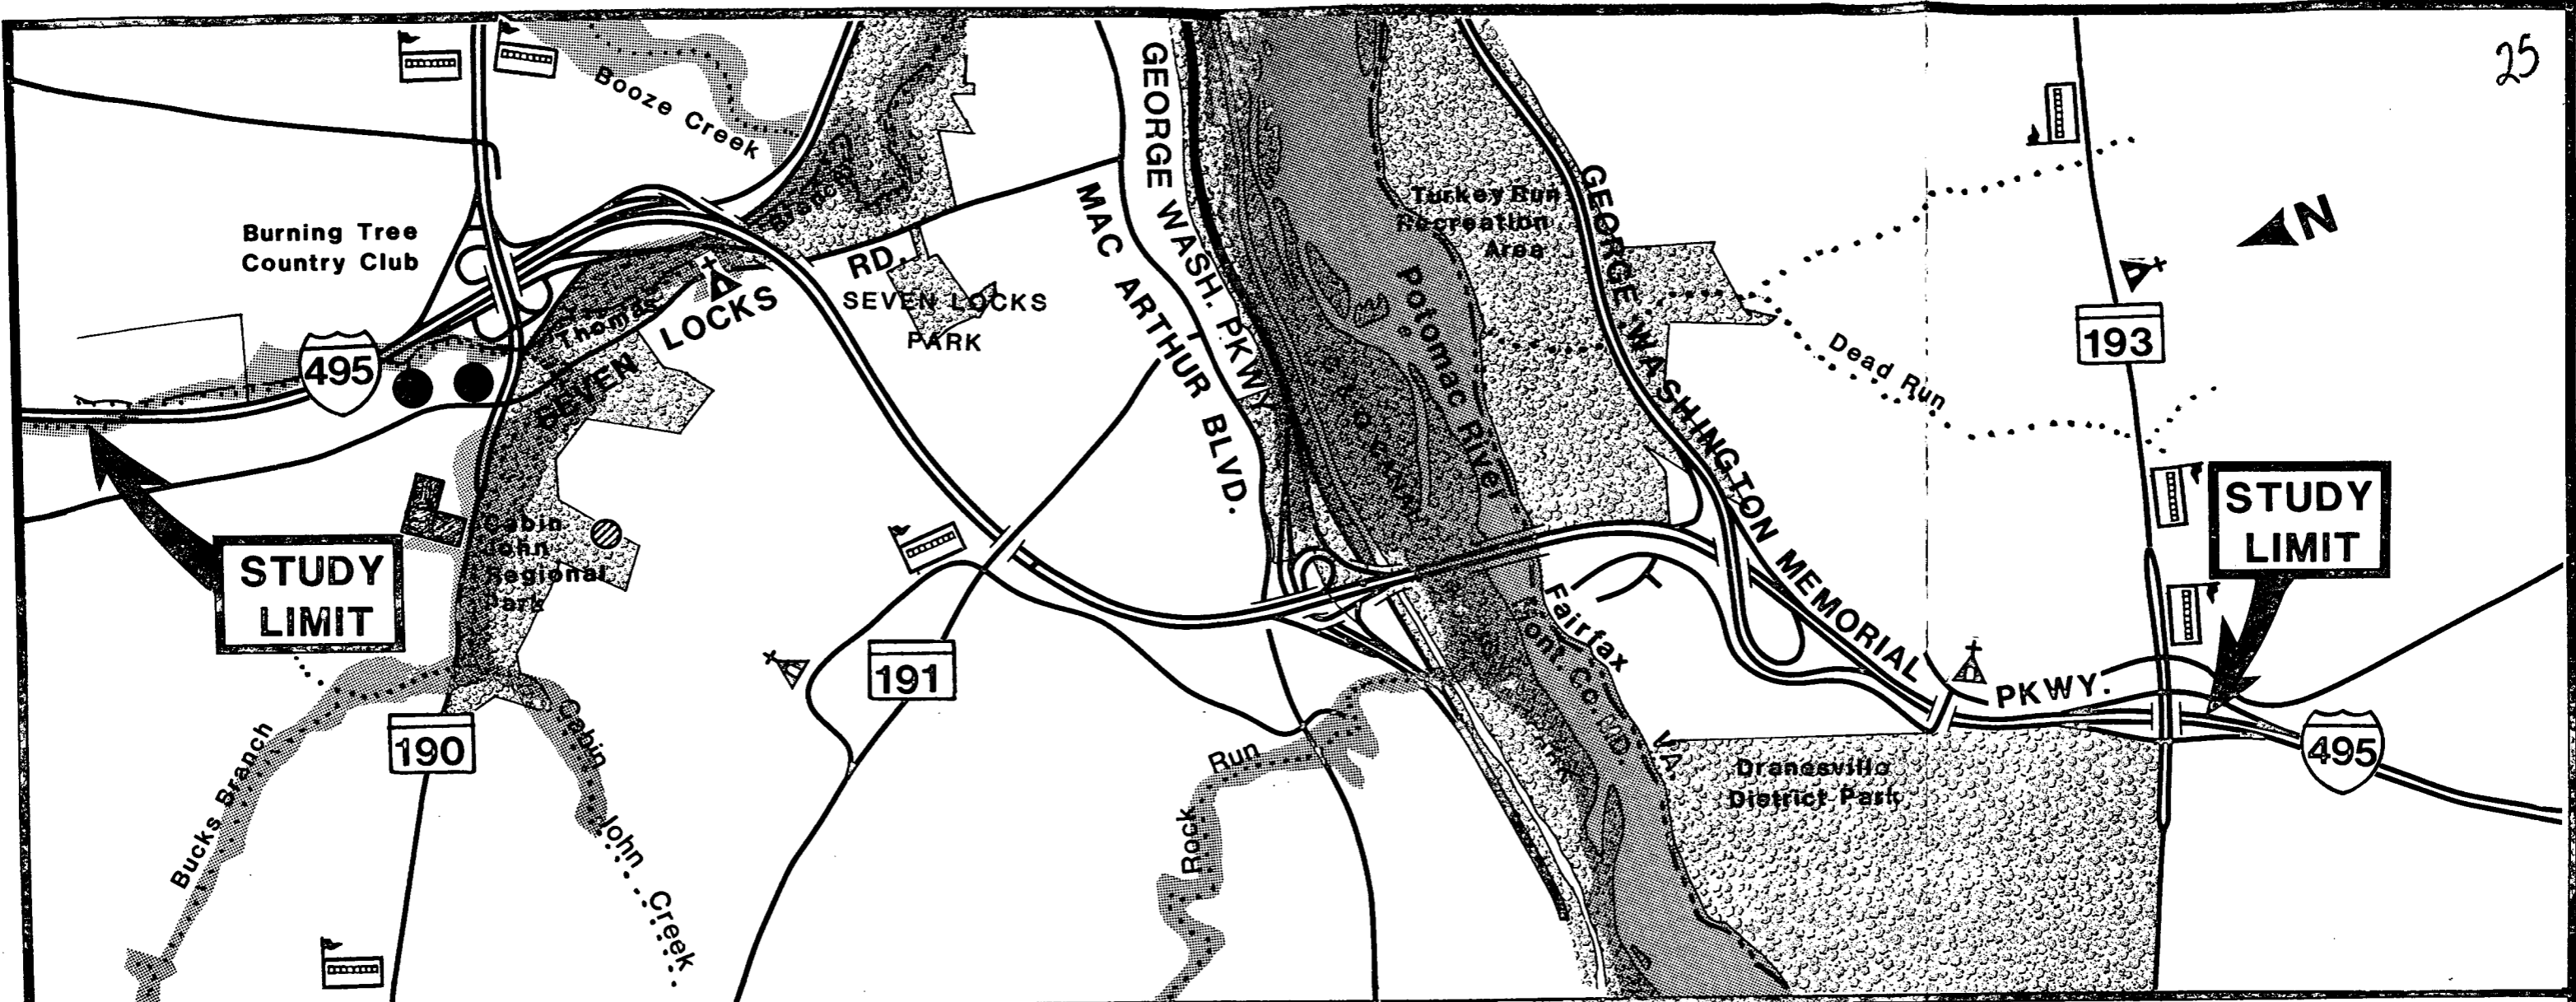 25
Booze Creek
Burning Tree
Country Club
495
Thomas
Branch
SEVEN LOCKS RD.
SEVEN LOCKS
PARK
MAC ARTHUR BLVD.
GEORGE WASH. PKWY
C & O CANAL
Potomac River
Turkey Run
Recreation
Area
GEORGE WASHINGTON MEMORIAL PKWY.
Dead Run
N
193
STUDY
LIMIT
STUDY
LIMIT
Cabin
John
Regional
Park
191
190
Bucks Branch
Cabin John Creek
Rock Run
Fairfax
VA.
Mont. Co. MD.
Dranesville
District Park
495